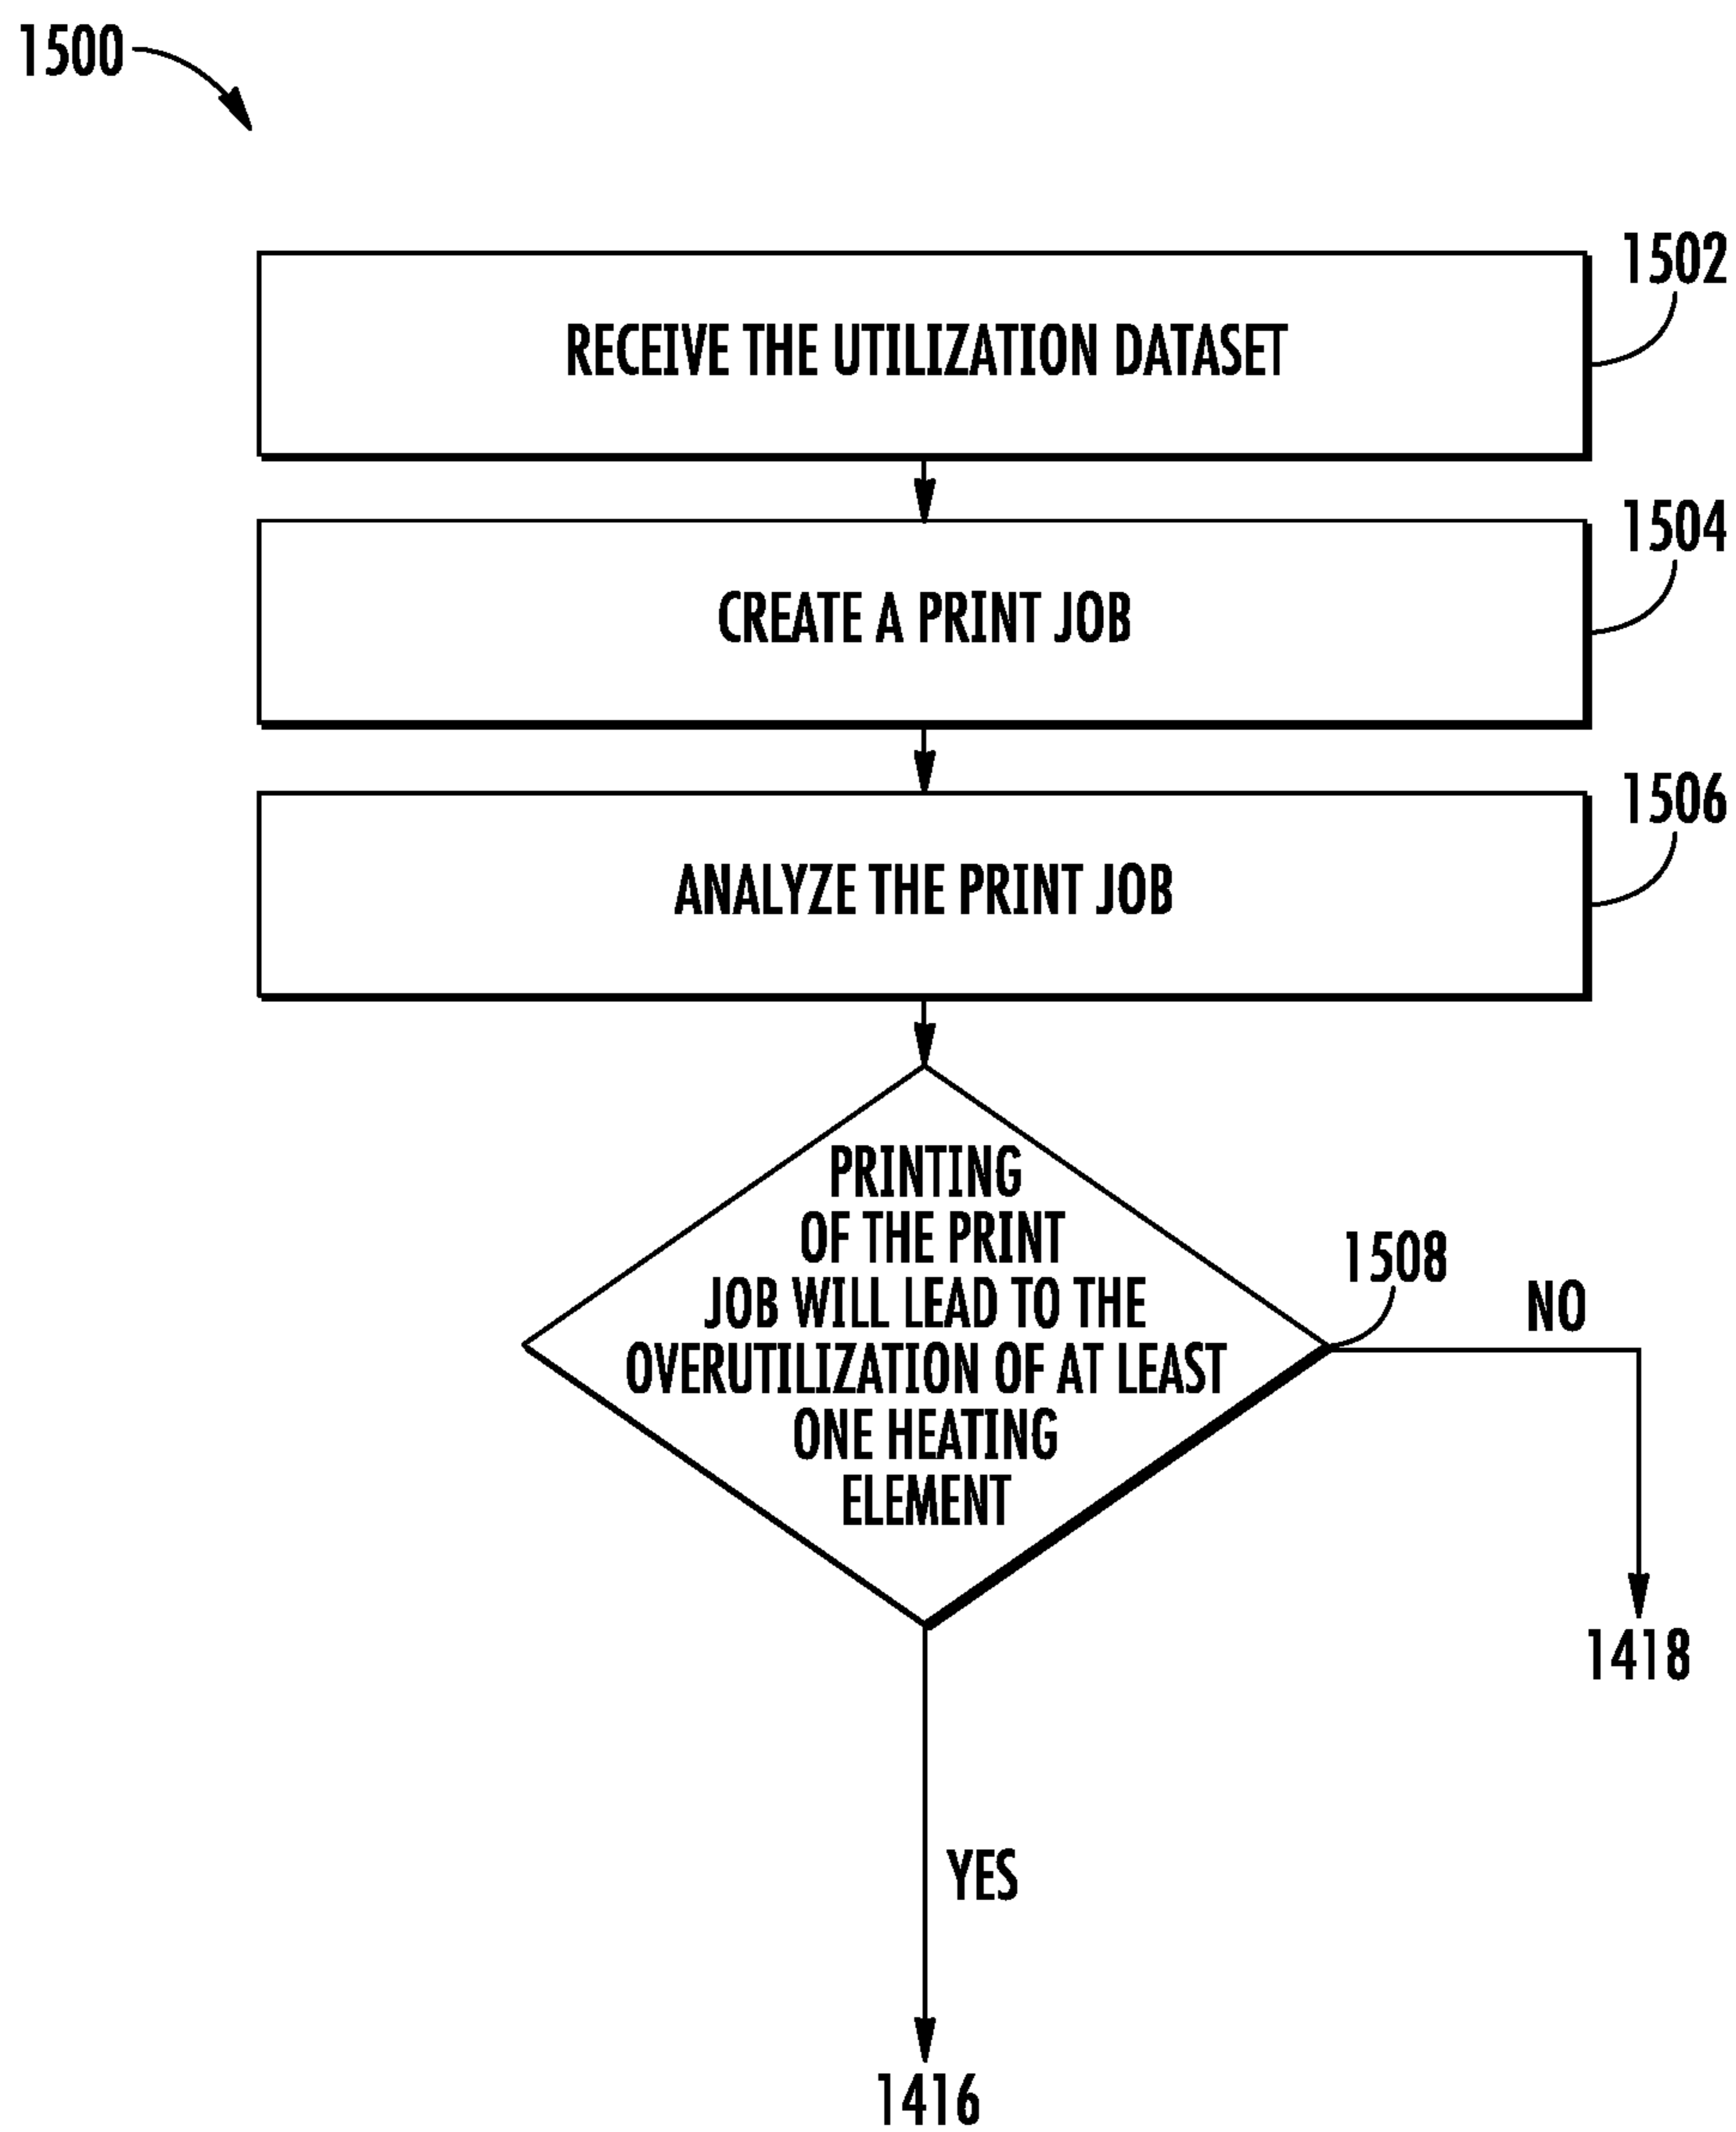 1500
1502
RECEIVE THE UTILIZATION DATASET
1504
CREATE A PRINT JOB
1506
ANALYZE THE PRINT JOB
PRINTING
OF THE PRINT
JOB WILL LEAD TO THE
OVERUTILIZATION OF AT LEAST
ONE HEATING
ELEMENT
1508
NO
1418
YES
1416